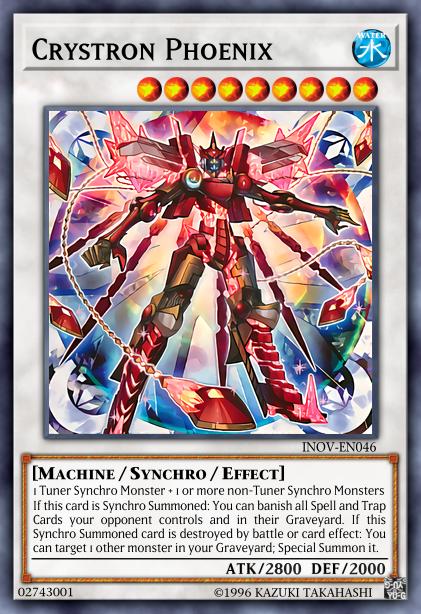 CRYSTRON PHOENIX
WATER
水
INOV-EN046
[MACHINE / SYNCHRO / EFFECT]
1 Tuner Synchro Monster + 1 or more non-Tuner Synchro Monsters
If this card is Synchro Summoned: You can banish all Spell and Trap
Cards your opponent controls and in their Graveyard. If this
Synchro Summoned card is destroyed by battle or card effect: You
can target 1 other monster in your Graveyard; Special Summon it.
ATK/2800 DEF/2000
02743001
©1996 KAZUKI TAKAHASHI